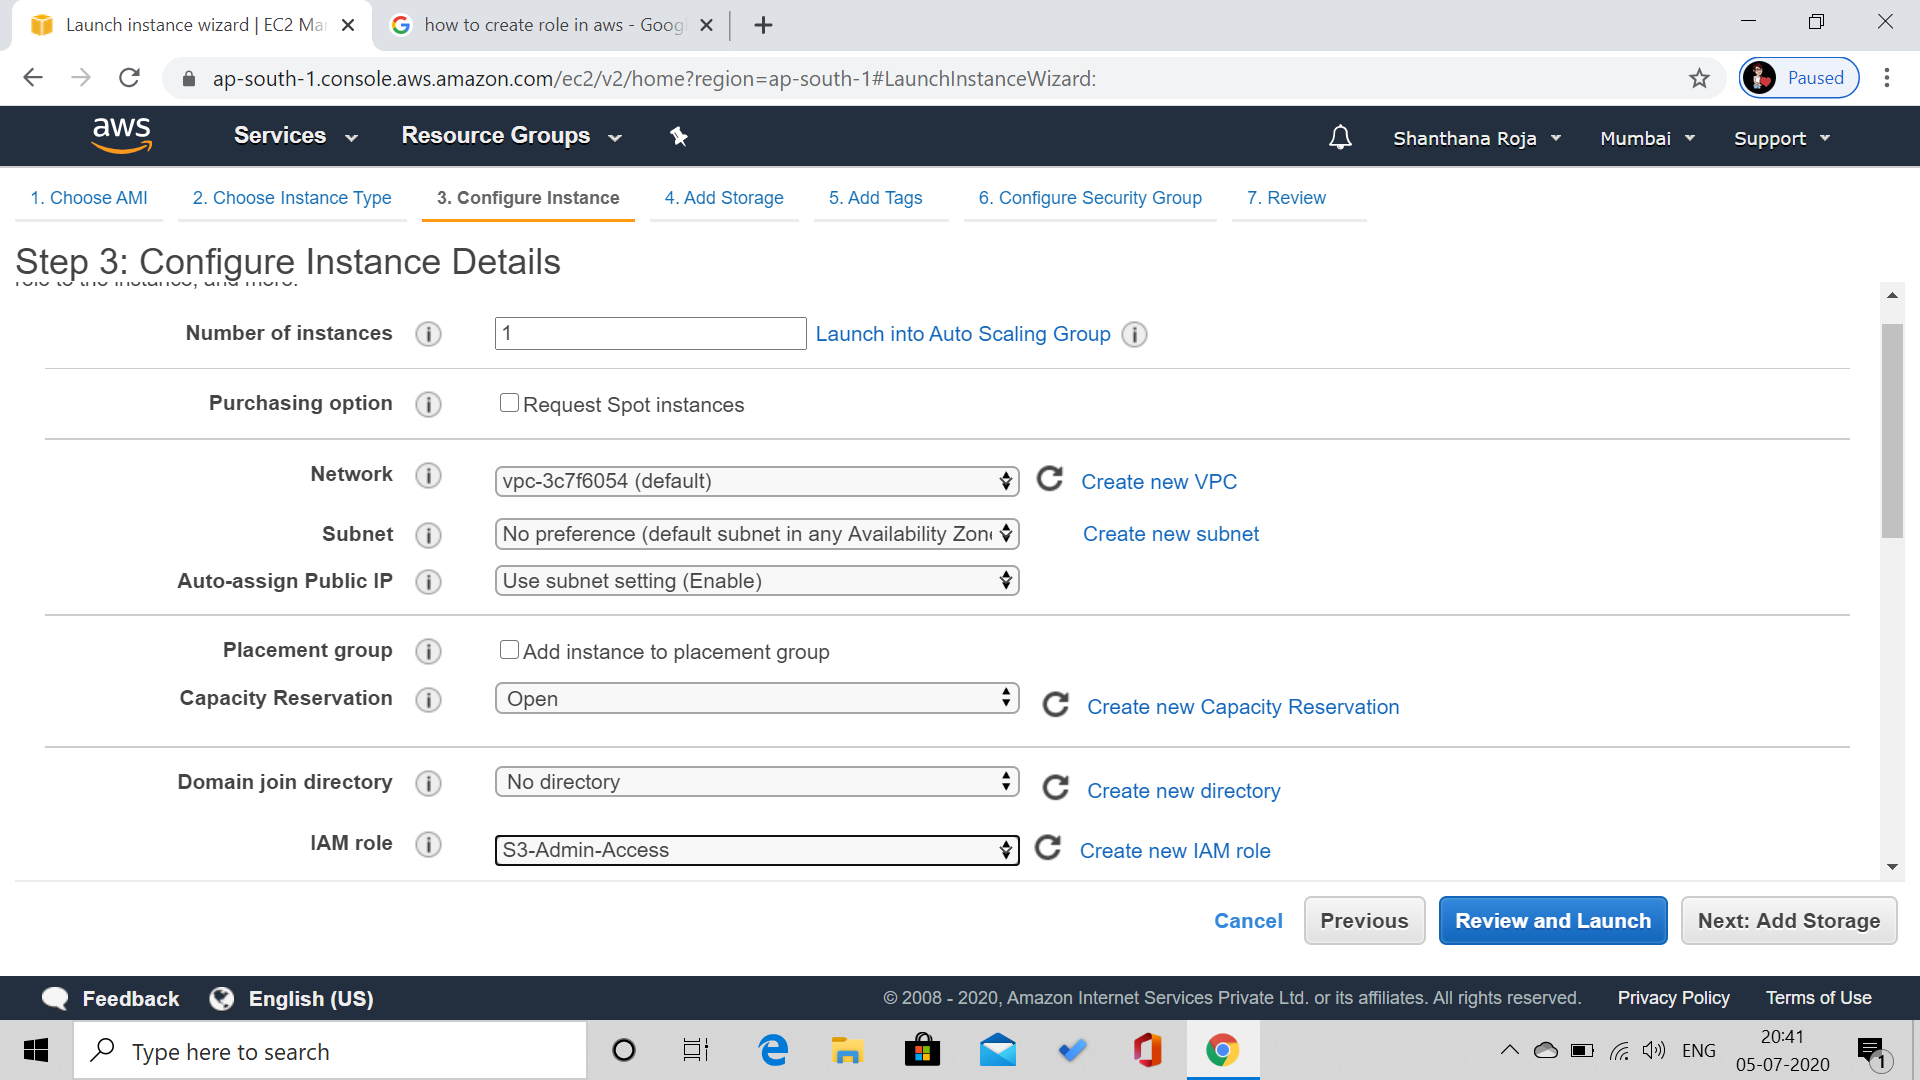 Launch instance wizard | EC2 Mar
how to create role in aws - Goog
ap-south-1.console.aws.amazon.com/ec2/v2/home?region=ap-south-1#LaunchInstanceWizard:
Paused
aws
Services
Resource Groups
Shanthana Roja
Mumbai
Support
1. Choose AMI
2. Choose Instance Type
3. Configure Instance
4. Add Storage
5. Add Tags
6. Configure Security Group
7. Review
Step 3: Configure Instance Details
role to the instance, and more.
Number of instances
1
Launch into Auto Scaling Group
Purchasing option
Request Spot instances
Network
vpc-3c7f6054 (default)
Create new VPC
Subnet
No preference (default subnet in any Availability Zone
Create new subnet
Auto-assign Public IP
Use subnet setting (Enable)
Placement group
Add instance to placement group
Capacity Reservation
Open
Create new Capacity Reservation
Domain join directory
No directory
Create new directory
IAM role
S3-Admin-Access
Create new IAM role
Cancel
Previous
Review and Launch
Next: Add Storage
Feedback
English (US)
© 2008 - 2020, Amazon Internet Services Private Ltd. or its affiliates. All rights reserved.
Privacy Policy
Terms of Use
Type here to search
ENG
20:41
05-07-2020
1